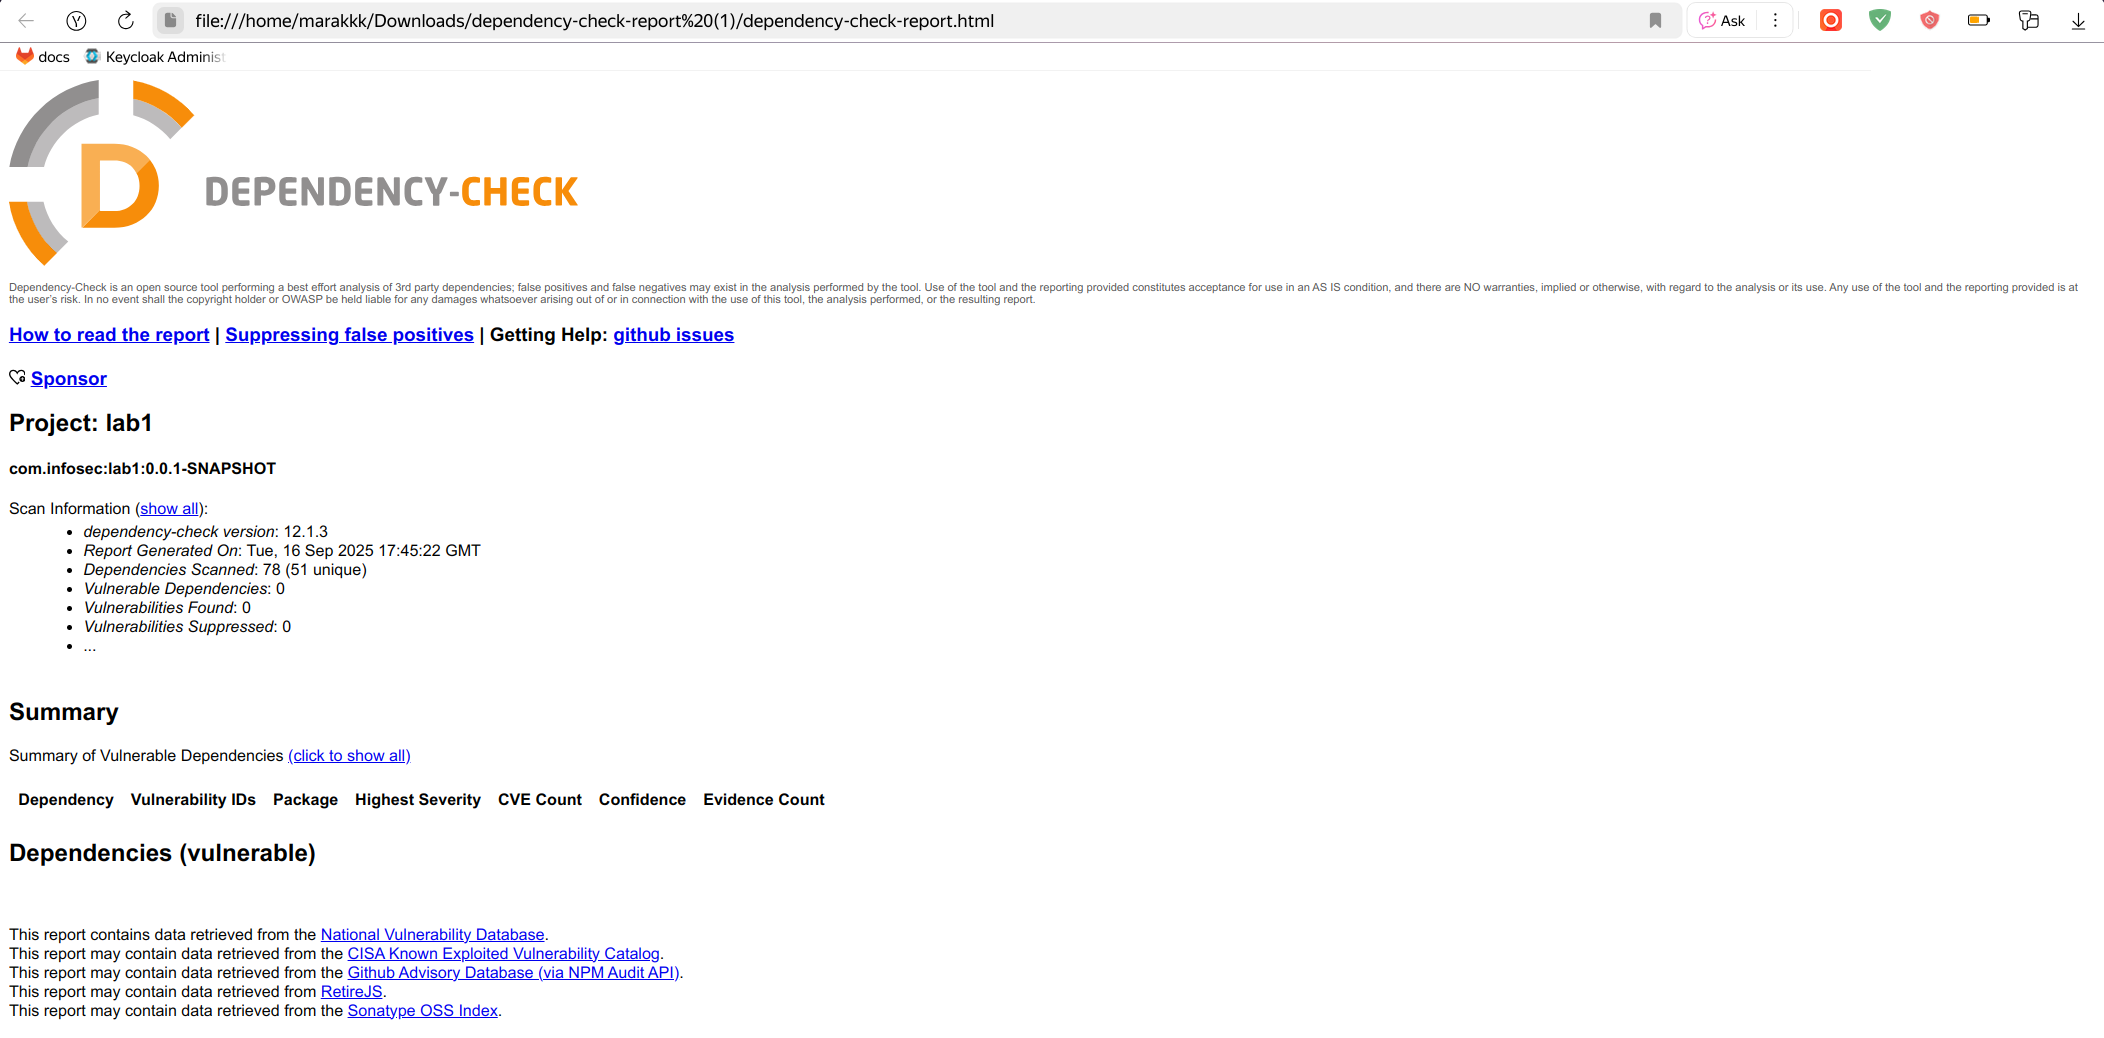 file:///home/marakkk/Downloads/dependency-check-report%20(1)/dependency-check-report.html
Ask
docs Keycloak Administ
DEPENDENCY-CHECK
Dependency-Check is an open source tool performing a best effort analysis of 3rd party dependencies; false positives and false negatives may exist in the analysis performed by the tool. Use of the tool and the reporting provided constitutes acceptance for use in an AS IS condition, and there are NO warranties, implied or otherwise, with regard to the analysis or its use. Any use of the tool and the reporting provided is at
the user's risk. In no event shall the copyright holder or OWASP be held liable for any damages whatsoever arising out of or in connection with the use of this tool, the analysis performed, or the resulting report.
How to read the report | Suppressing false positives | Getting Help: github issues
Sponsor
Project: lab1
com.infosec:lab1:0.0.1-SNAPSHOT
Scan Information (show all):
• dependency-check version: 12.1.3
• Report Generated On: Tue, 16 Sep 2025 17:45:22 GMT
• Dependencies Scanned: 78 (51 unique)
• Vulnerable Dependencies: 0
• Vulnerabilities Found: 0
• Vulnerabilities Suppressed: 0
• ...
Summary
Summary of Vulnerable Dependencies (click to show all)
Dependency Vulnerability IDs Package Highest Severity CVE Count Confidence Evidence Count
Dependencies (vulnerable)
This report contains data retrieved from the National Vulnerability Database.
This report may contain data retrieved from the CISA Known Exploited Vulnerability Catalog.
This report may contain data retrieved from the Github Advisory Database (via NPM Audit API).
This report may contain data retrieved from RetireJS.
This report may contain data retrieved from the Sonatype OSS Index.